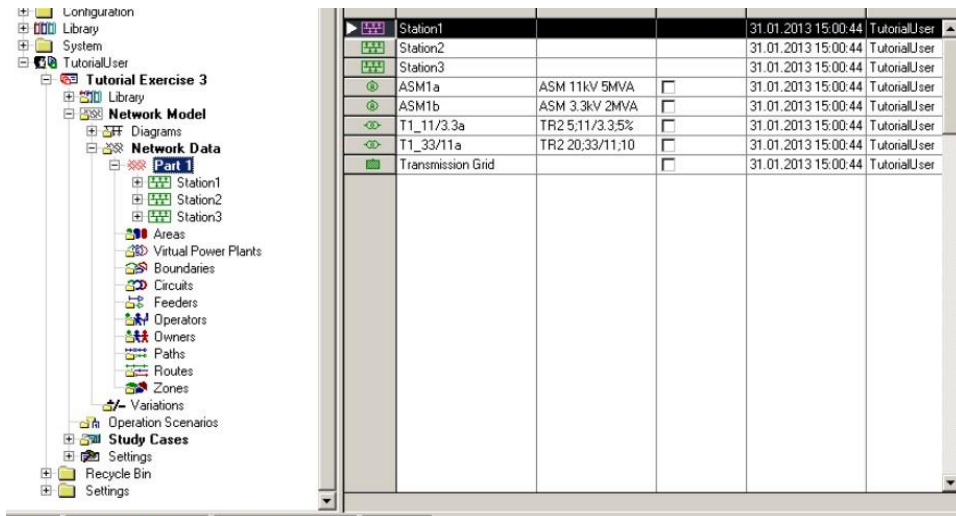 Configuration
Library
System
TutorialUser
Tutorial Exercise 3
Library
Network Model
Diagrams
Network Data
Part 1
Station1
Station2
Station3
Areas
Virtual Power Plants
Boundaries
Circuits
Feeders
Operators
Owners
Paths
Routes
Zones
Variations
Operation Scenarios
Study Cases
Settings
Recycle Bin
Settings
Station1 31.01.2013 15:00:44 TutorialUser
Station2 31.01.2013 15:00:44 TutorialUser
Station3 31.01.2013 15:00:44 TutorialUser
ASM1a ASM 11kV 5MVA 31.01.2013 15:00:44 TutorialUser
ASM1b ASM 3.3kV 2MVA 31.01.2013 15:00:44 TutorialUser
T1_11/3.3a TR2 5;11/3.3;5% 31.01.2013 15:00:44 TutorialUser
T1_33/11a TR2 20;33/11;10 31.01.2013 15:00:44 TutorialUser
Transmission Grid 31.01.2013 15:00:44 TutorialUser